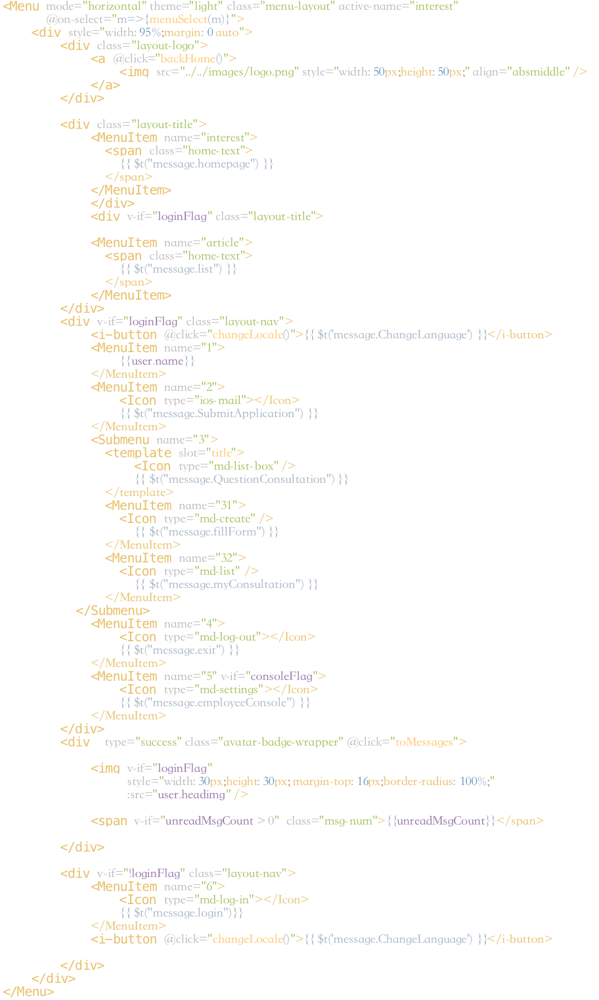 <Menu mode="horizontal" theme="light" class="menu-layout" active-name="interest"
@on-select="m=>{menuSelect(m)}">
<div style="width: 95%;margin: 0 auto">
<div class="layout-logo">
<a @click="backHome()">
<img src="../../images/logo.png" style="width: 50px;height: 50px;" align="absmiddle" />
</a>
</div>
<div class="layout-title">
<MenuItem name="interest">
<span class="home-text">
{{ $t("message.homepage") }}
</span>
</MenuItem>
</div>
<div v-if="loginFlag" class="layout-title">
<MenuItem name="article">
<span class="home-text">
{{ $t("message.list") }}
</span>
</MenuItem>
</div>
<div v-if="loginFlag" class="layout-nav">
<i-button @click="changeLocale()">{{ $t('message.ChangeLanguage') }}</i-button>
<MenuItem name="1">
{{user.name}}
</MenuItem>
<MenuItem name="2">
<Icon type="ios-mail"></Icon>
{{ $t("message.SubmitApplication") }}
</MenuItem>
<Submenu name="3">
<template slot="title">
<Icon type="md-list-box" />
{{ $t("message.QuestionConsultation") }}
</template>
<MenuItem name="31">
<Icon type="md-create" />
{{ $t("message.fillForm") }}
</MenuItem>
<MenuItem name="32">
<Icon type="md-list" />
{{ $t("message.myConsultation") }}
</MenuItem>
</Submenu>
<MenuItem name="4">
<Icon type="md-log-out"></Icon>
{{ $t("message.exit") }}
</MenuItem>
<MenuItem name="5" v-if="consoleFlag">
<Icon type="md-settings"></Icon>
{{ $t("message.employeeConsole") }}
</MenuItem>
</div>
<div type="success" class="avatar-badge-wrapper" @click="toMessages">
<img v-if="loginFlag"
style="width: 30px;height: 30px; margin-top: 16px;border-radius: 100%;"
:src="user.headimg" />
<span v-if="unreadMsgCount > 0" class="msg-num">{{unreadMsgCount}}</span>
</div>
<div v-if="!loginFlag" class="layout-nav">
<MenuItem name="6">
<Icon type="md-log-in"></Icon>
{{ $t("message.login")}}
</MenuItem>
<i-button @click="changeLocale()">{{ $t('message.ChangeLanguage') }}</i-button>
</div>
</div>
</Menu>